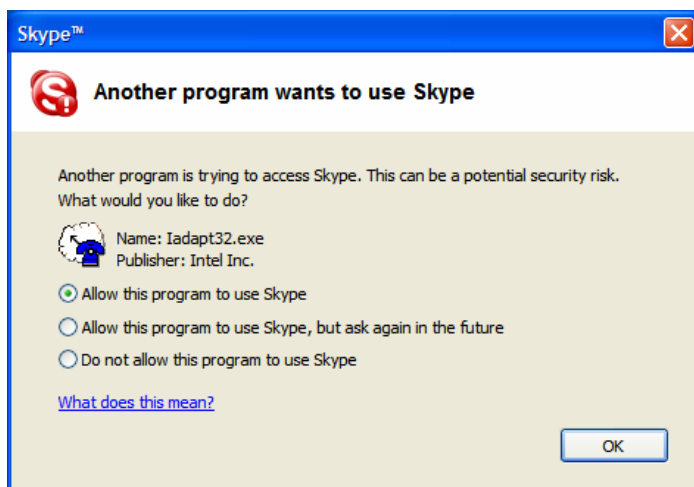 Skype™
Another program wants to use Skype
Another program is trying to access Skype. This can be a potential security risk.
What would you like to do?
Name: Iadapt32.exe
Publisher: Intel Inc.
Allow this program to use Skype
Allow this program to use Skype, but ask again in the future
Do not allow this program to use Skype
What does this mean?
OK